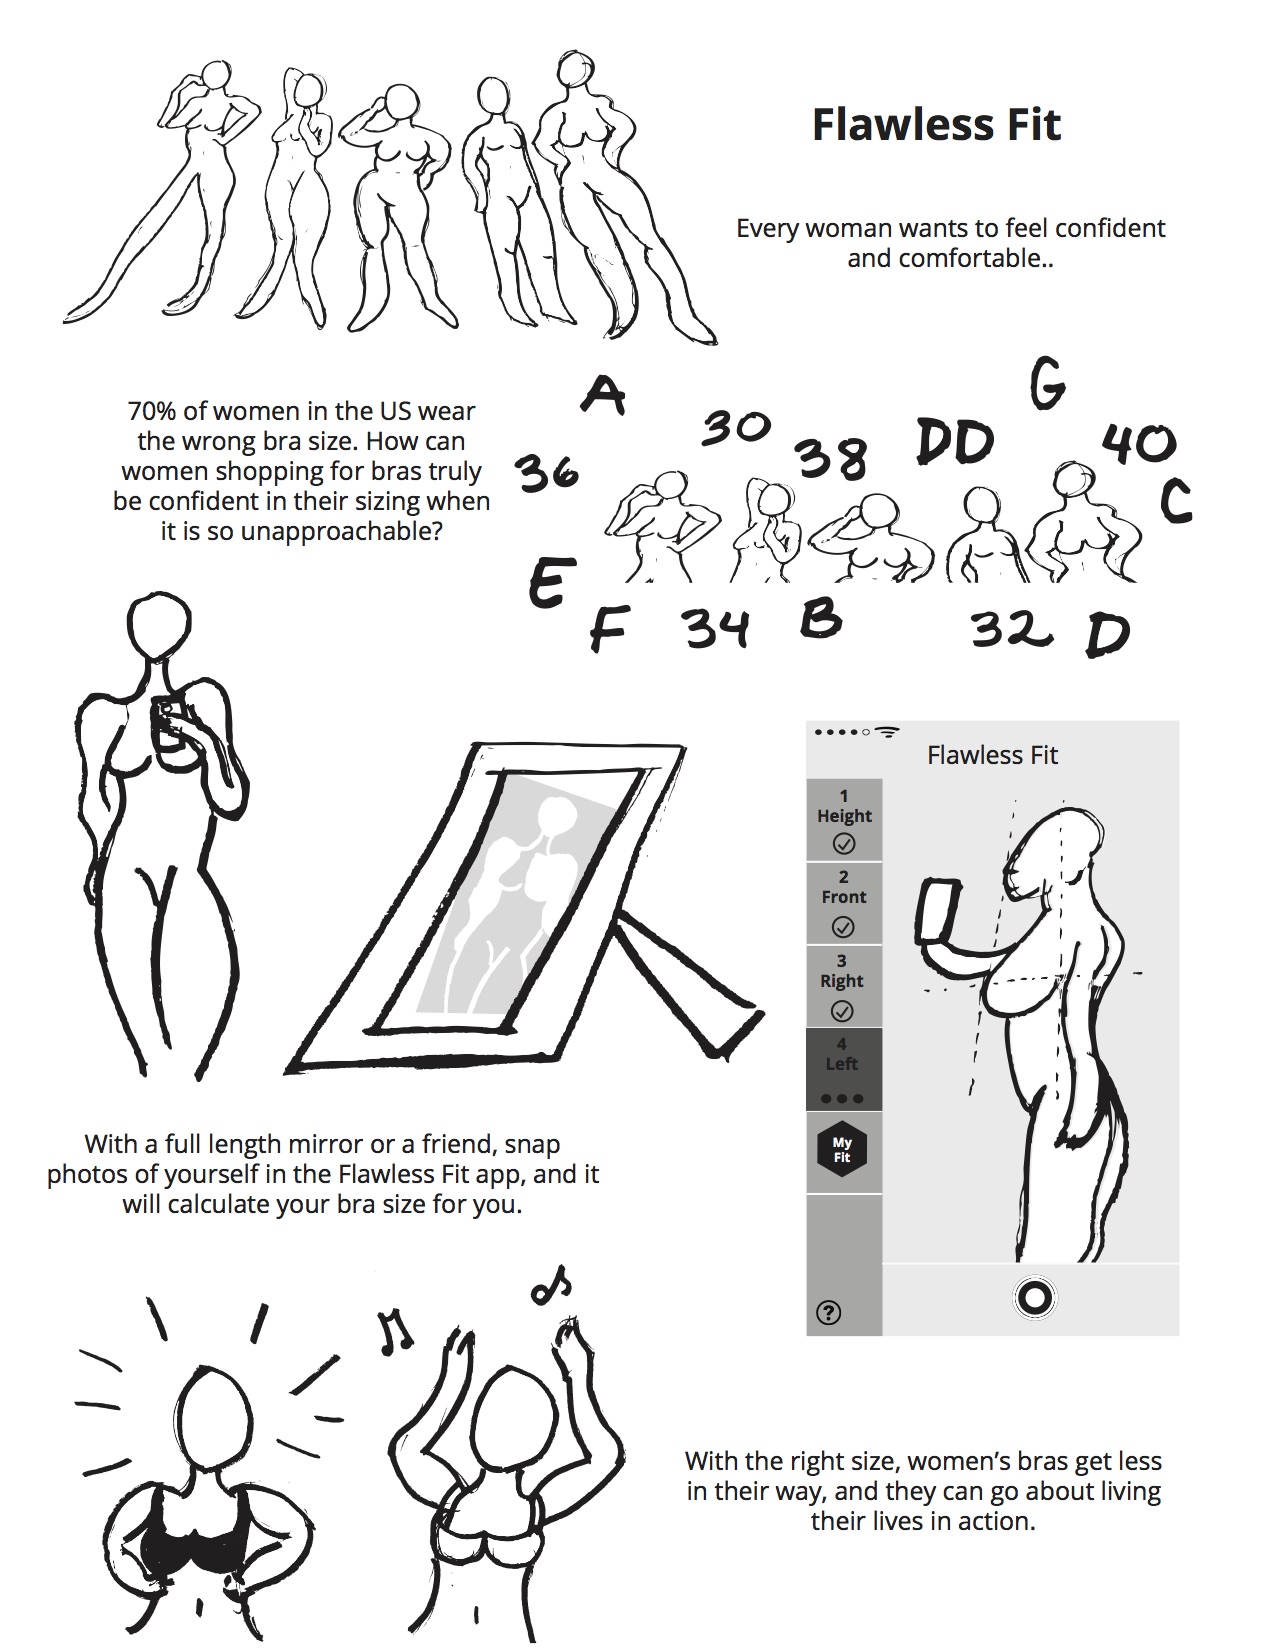 Flawless Fit
Every woman wants to feel confident
and comfortable..
70% of women in the US wear
the wrong bra size. How can
women shopping for bras truly
be confident in their sizing when
it is so unapproachable?
A
G
30
38
DD
40
36
C
E
F
34
B
32
D
Flawless Fit
1
Height
2
Front
3
Right
4
Left
My
Fit
?
With a full length mirror or a friend, snap
photos of yourself in the Flawless Fit app, and it
will calculate your bra size for you.
With the right size, women’s bras get less
in their way, and they can go about living
their lives in action.